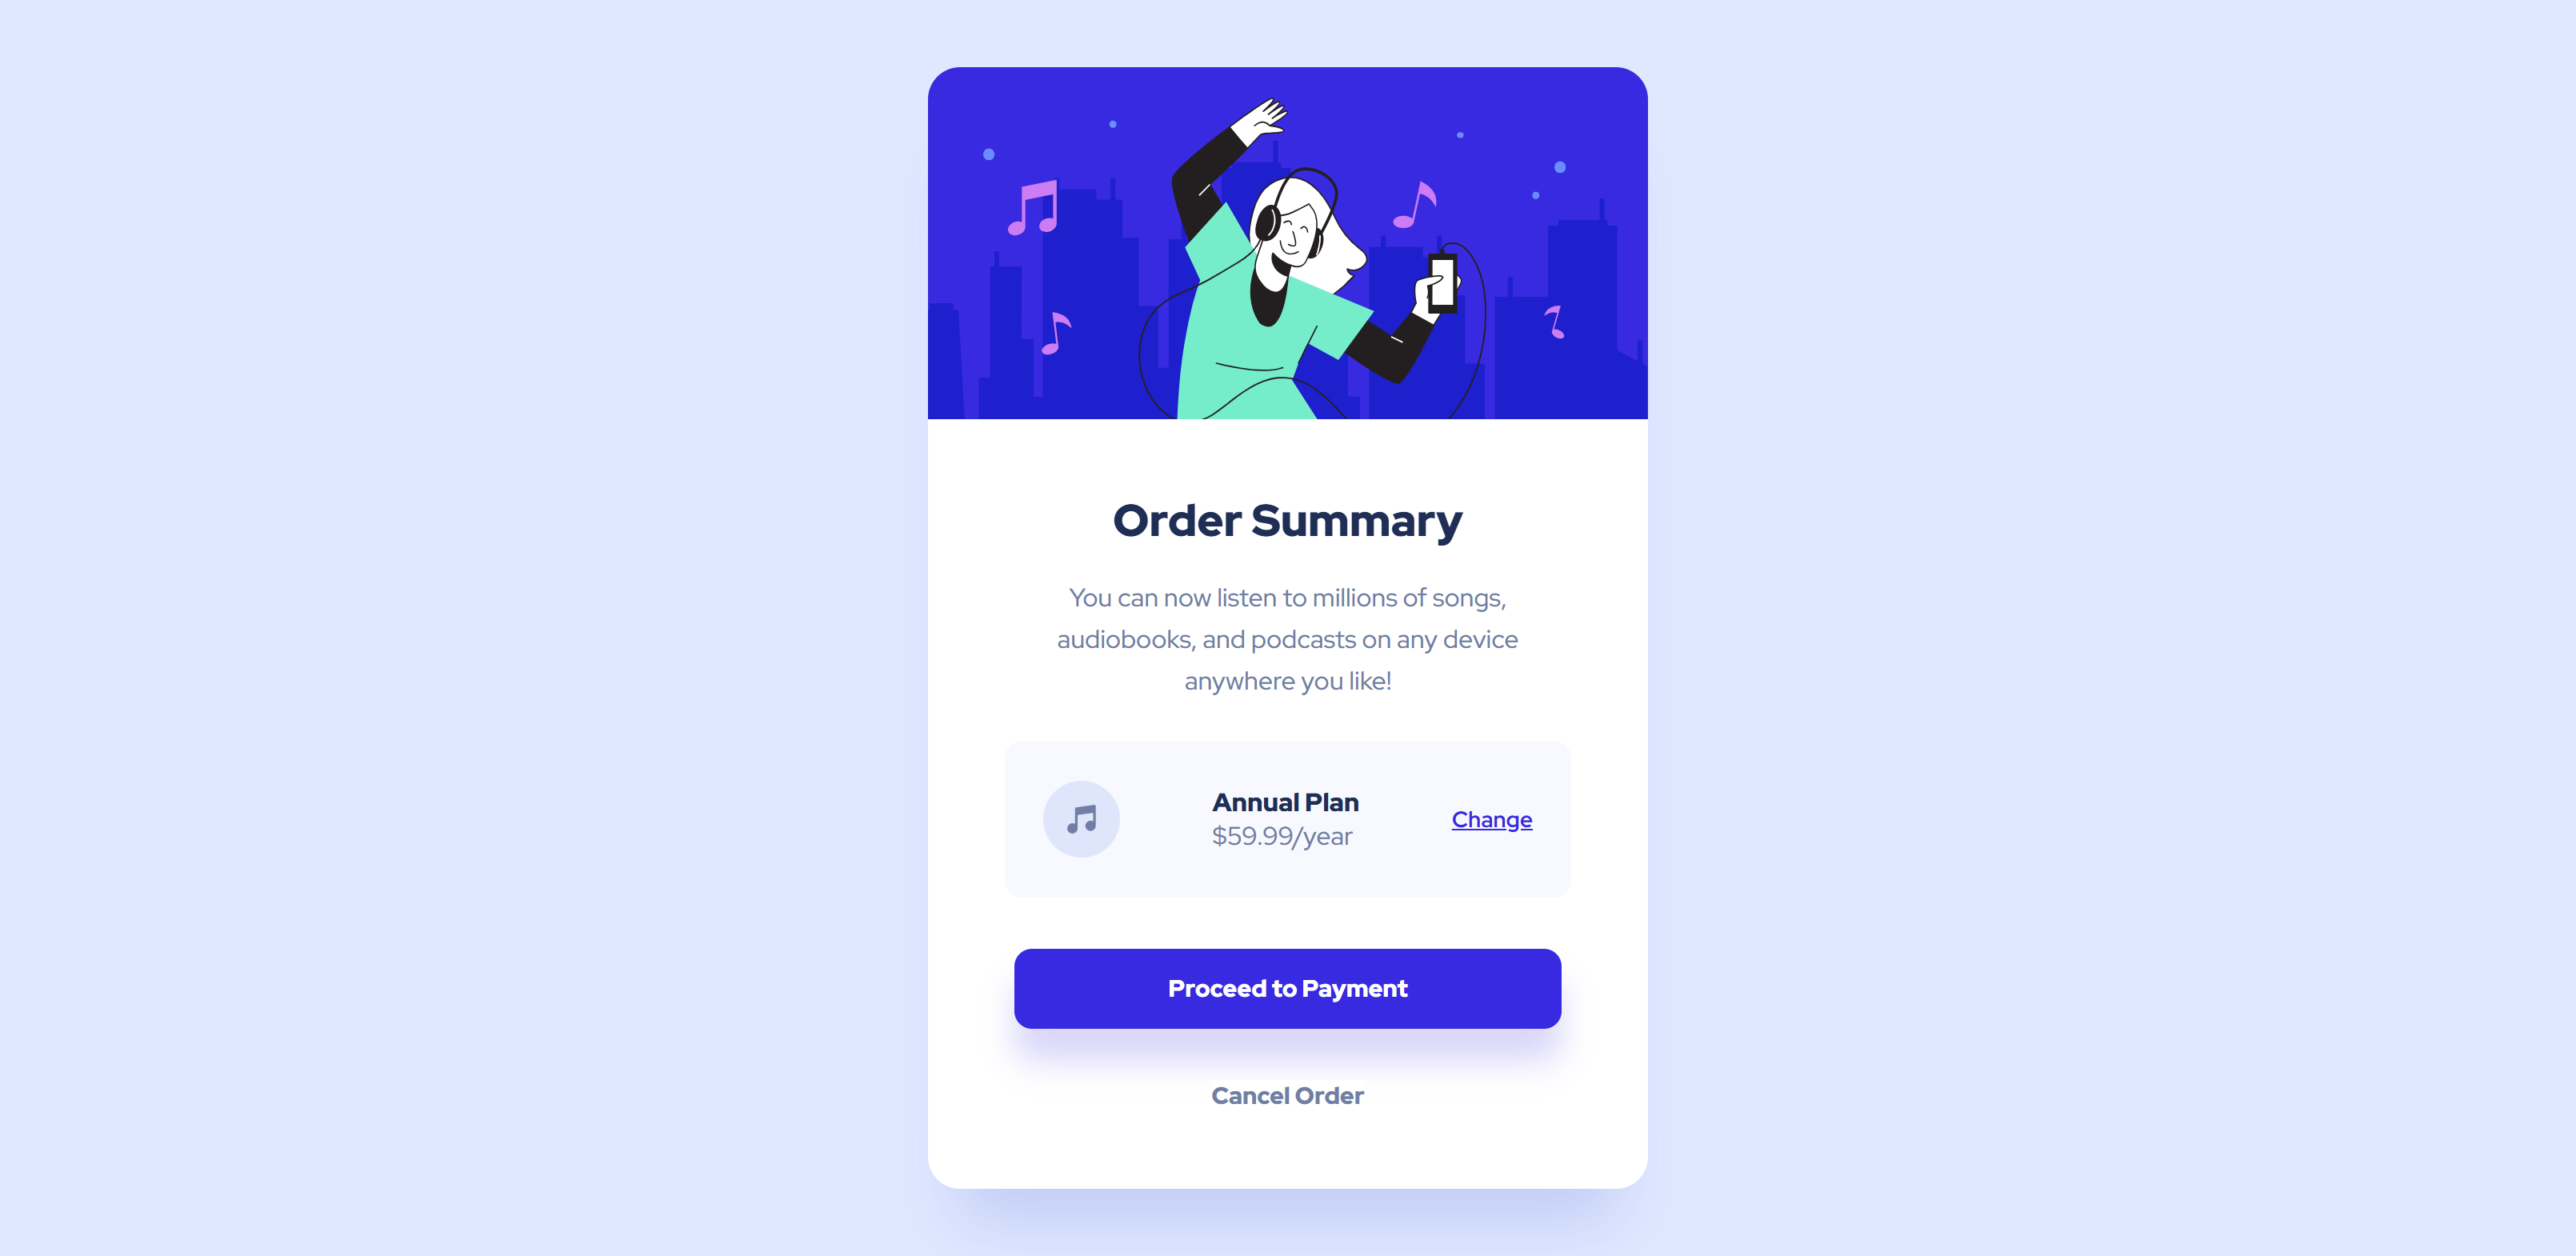 Order Summary
You can now listen to millions of songs,
audiobooks, and podcasts on any device
anywhere you like!
Annual Plan
$59.99/year
Change
Proceed to Payment
Cancel Order